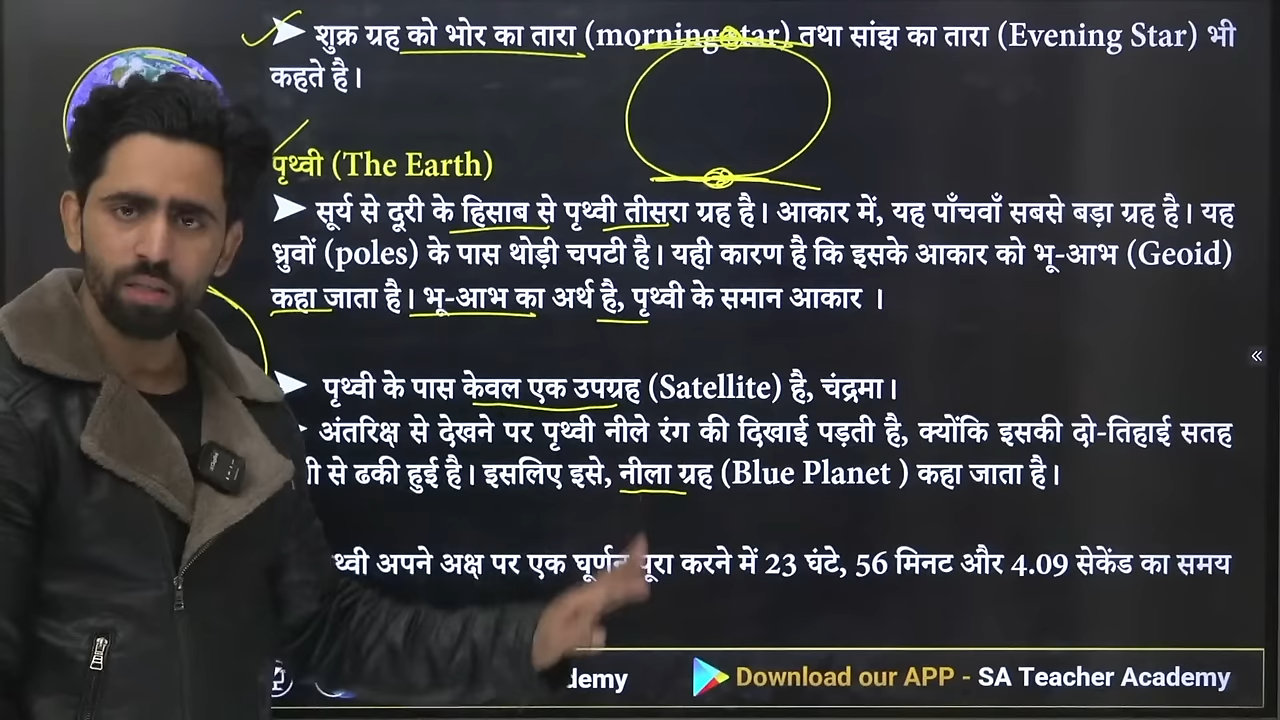 ➤ शुक्र ग्रह को भोर का तारा (morning star) तथा सांझ का तारा (Evening Star) भी
कहते है।
पृथ्वी (The Earth)
➤ सूर्य से दूरी के हिसाब से पृथ्वी तीसरा ग्रह है। आकार में, यह पाँचवाँ सबसे बड़ा ग्रह है। यह
ध्रुवों (poles) के पास थोड़ी चपटी है। यही कारण है कि इसके आकार को भू-आभ (Geoid)
कहा जाता है। भू-आभ का अर्थ है, पृथ्वी के समान आकार ।
➤ पृथ्वी के पास केवल एक उपग्रह (Satellite) है, चंद्रमा।
अंतरिक्ष से देखने पर पृथ्वी नीले रंग की दिखाई पड़ती है, क्योंकि इसकी दो-तिहाई सतह
से ढकी हुई है। इसलिए इसे, नीला ग्रह (Blue Planet ) कहा जाता है।
अपने अक्ष पर एक घूर्णन पूरा करने में 23 घंटे, 56 मिनट और 4.09 सेकेंड का समय
Download our APP - SA Teacher Academy